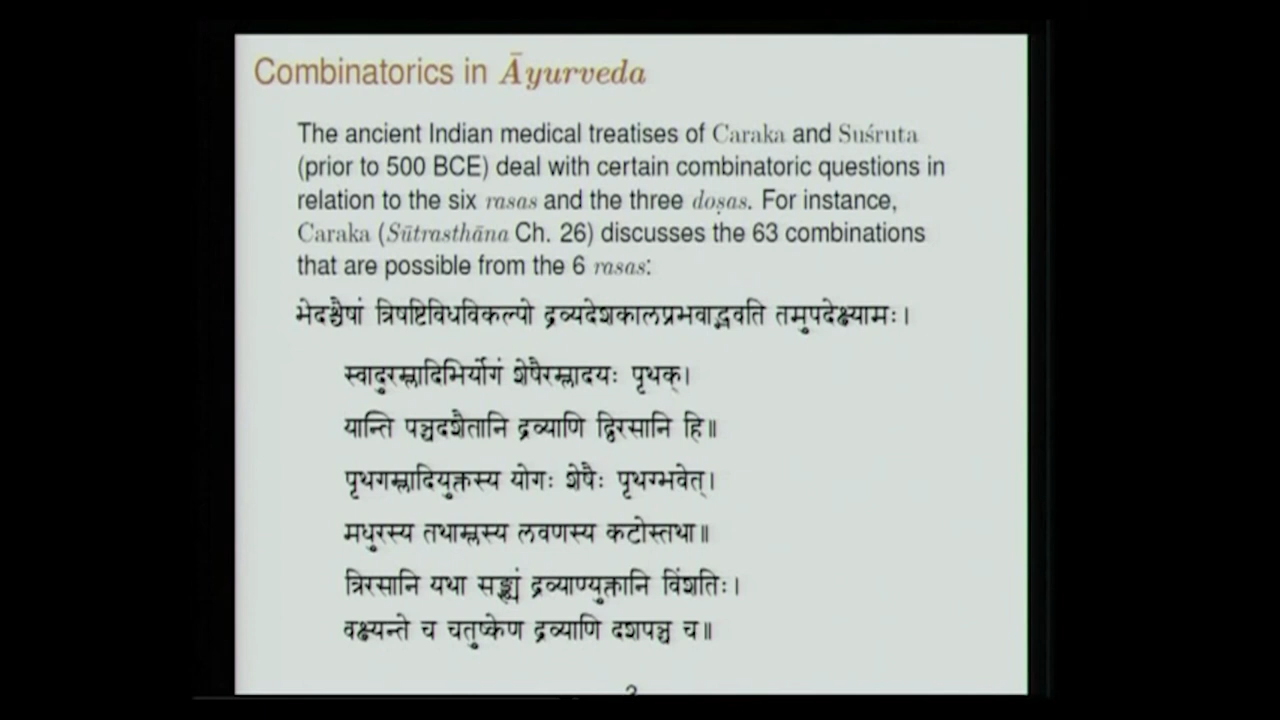 Combinatorics in Āyurveda
The ancient Indian medical treatises of Caraka and Suśruta
(prior to 500 BCE) deal with certain combinatoric questions in
relation to the six rasas and the three doṣas. For instance,
Caraka (Sūtrasthāna Ch. 26) discusses the 63 combinations
that are possible from the 6 rasas:
भेदश्चैषां त्रिषष्टिविधविकल्पो द्रव्यदेशकालप्रभवाद्भवति तमुपदेक्ष्यामः।
स्वादुरम्लादिभिर्योगं शेषैरम्लादयः पृथक्।
यान्ति पञ्चदशैतानि द्रव्याणि द्विरसानि हि॥
पृथगम्लादियुक्तस्य योगः शेषैः पृथग्भवेत्।
मधुरस्य तथाम्लस्य लवणस्य कटोस्तथा॥
त्रिरसानि यथा सङ्ख्यं द्रव्याण्युक्तानि विंशतिः।
वक्ष्यन्ते च चतुष्केण द्रव्याणि दशपञ्च च॥